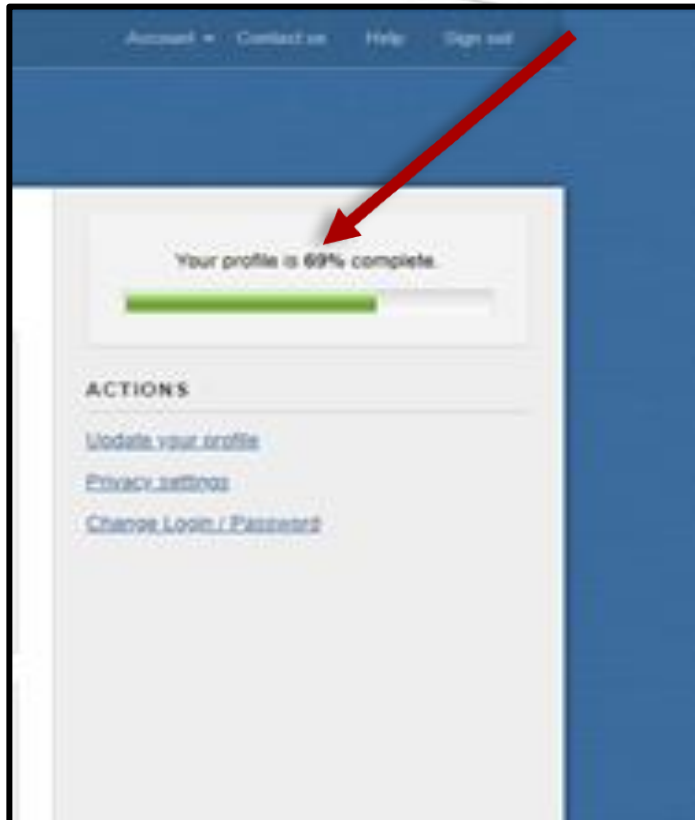 Account Contact us Help Sign out
Your profile is 69% complete.
ACTIONS
Update your profile
Privacy settings
Change Login / Password